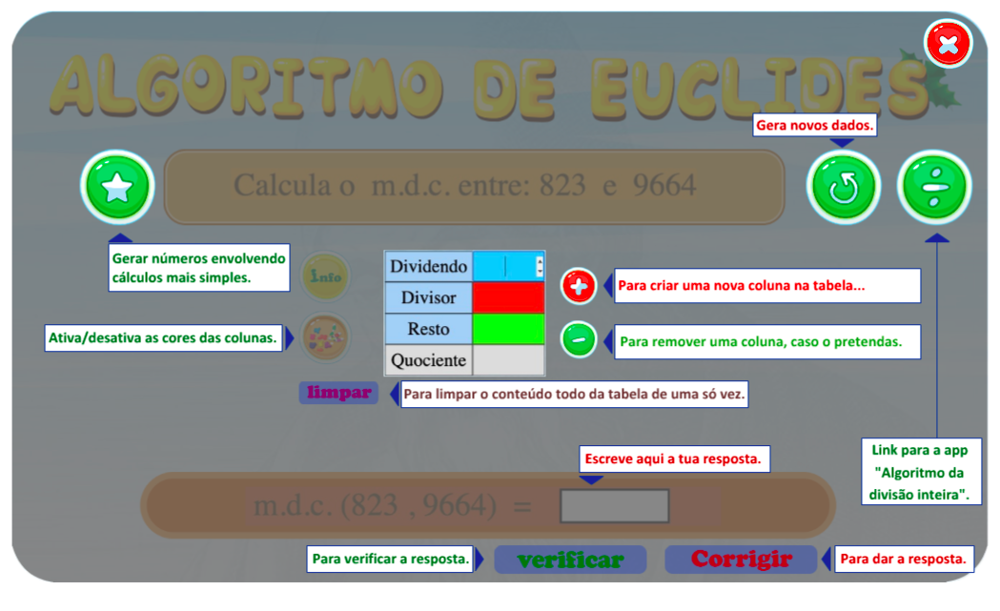 ALGORITMO DE EUCLIDES
Gera novos dados.
Calcula o m.d.c. entre: 823 e 9664
Gerar números envolvendo
cálculos mais simples.
info
Dividendo
Divisor
Resto
Quociente
Para criar uma nova coluna na tabela...
Ativa/desativa as cores das colunas.
Para remover uma coluna, caso o pretendas.
limpar
Para limpar o conteúdo todo da tabela de uma só vez.
Link para a app
"Algoritmo da
divisão inteira".
Escreve aqui a tua resposta.
m.d.c. (823 , 9664) =
Para verificar a resposta.
verificar
Corrigir
Para dar a resposta.